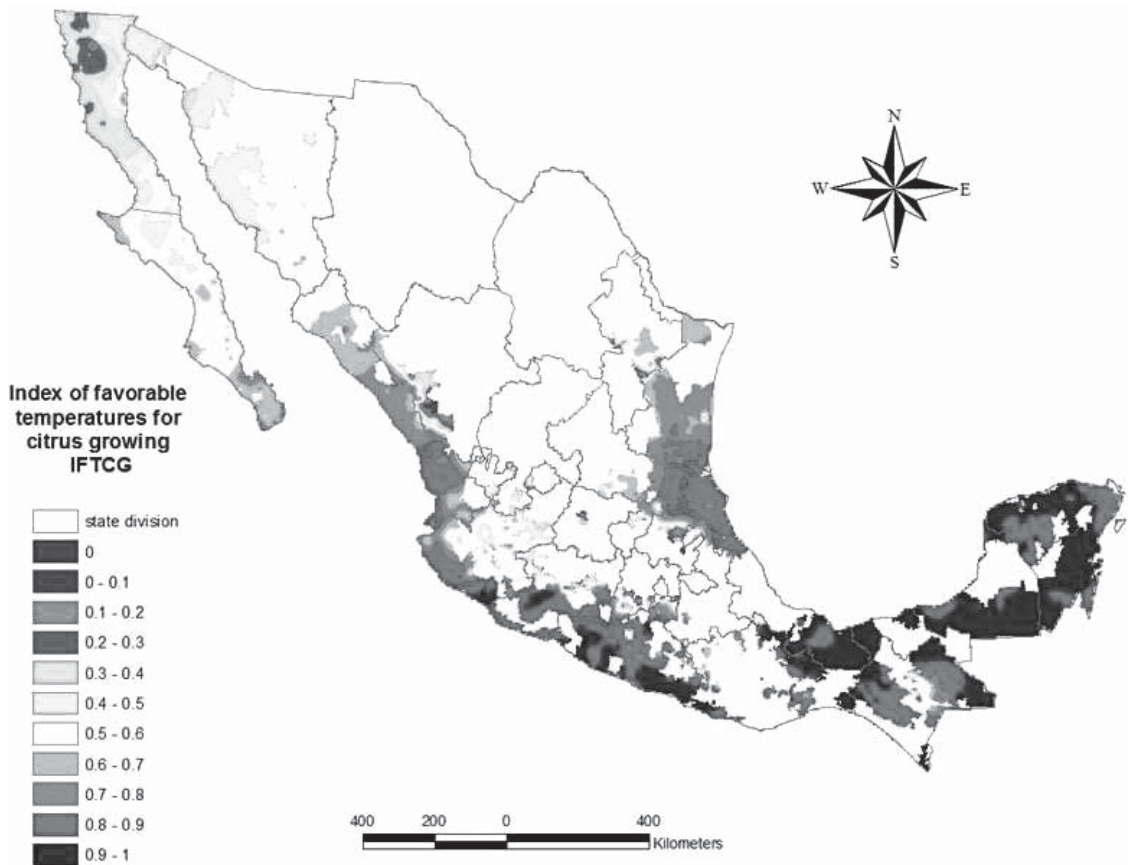 N
W
E
S
Index of favorable
temperatures for
citrus growing
IFTCG
state division
0
0 - 0.1
0.1 - 0.2
0.2 - 0.3
0.3 - 0.4
0.4 - 0.5
0.5 - 0.6
0.6 - 0.7
0.7 - 0.8
0.8 - 0.9
0.9 - 1
400 200 0 400
Kilometers